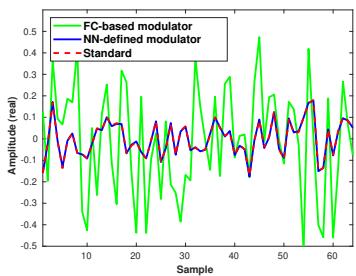 FC-based modulator
NN-defined modulator
Standard
0.5
0.4
0.3
0.2
0.1
0
-0.1
-0.2
-0.3
-0.4
-0.5
Amplitude (real)
10 20 30 40 50 60
Sample